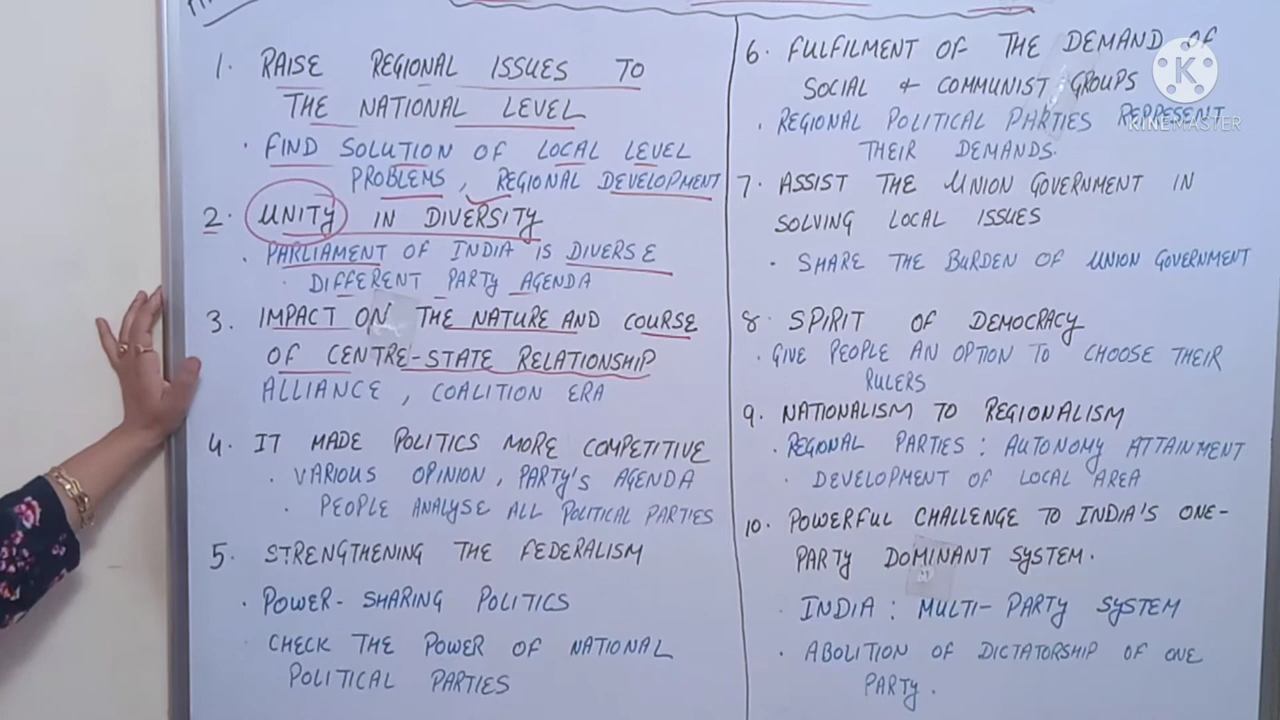 1. RAISE REGIONAL ISSUES TO
THE NATIONAL LEVEL
· FIND SOLUTION OF LOCAL LEVEL
PROBLEMS, REGIONAL DEVELOPMENT
2. UNITY IN DIVERSITY
· PARLIAMENT OF INDIA IS DIVERSE
· DIFFERENT PARTY AGENDA
3. IMPACT ON THE NATURE AND COURSE
OF CENTRE-STATE RELATIONSHIP
ALLIANCE, COALITION ERA
4. IT MADE POLITICS MORE COMPETITIVE
· VARIOUS OPINION, PARTY'S AGENDA
· PEOPLE ANALYSE ALL POLITICAL PARTIES
5. STRENGTHENING THE FEDERALISM
· POWER-SHARING POLITICS
· CHECK THE POWER OF NATIONAL
POLITICAL PARTIES
6. FULFILMENT OF THE DEMAND OF
SOCIAL & COMMUNIST GROUPS
· REGIONAL POLITICAL PARTIES REPRESENT
THEIR DEMANDS.
7. ASSIST THE UNION GOVERNMENT IN
SOLVING LOCAL ISSUES
· SHARE THE BURDEN OF UNION GOVERNMENT
8. SPIRIT OF DEMOCRACY
· GIVE PEOPLE AN OPTION TO CHOOSE THEIR
RULERS
9. NATIONALISM TO REGIONALISM
· REGIONAL PARTIES: AUTONOMY ATTAINMENT
· DEVELOPMENT OF LOCAL AREA
10. POWERFUL CHALLENGE TO INDIA'S ONE-
PARTY DOMINANT SYSTEM.
· INDIA: MULTI-PARTY SYSTEM
· ABOLITION OF DICTATORSHIP OF ONE
PARTY.
K
KINEMASTER